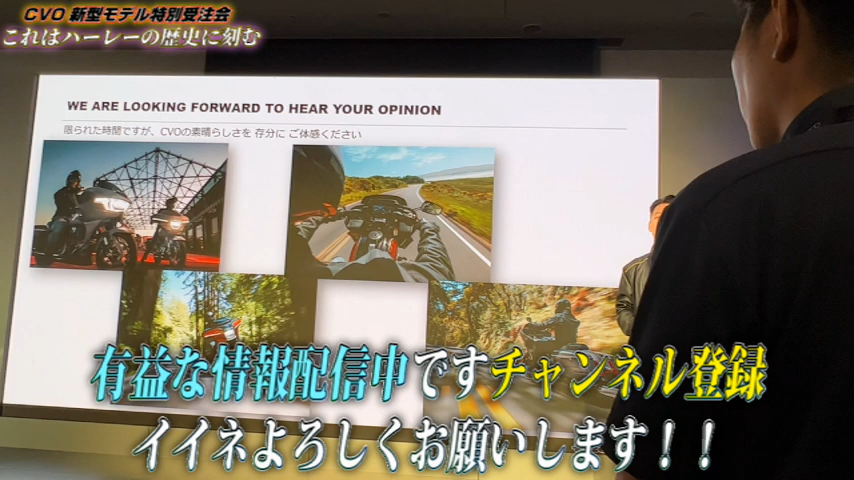 CVO 新型モデル特別受注会
これはハーレーの歴史に刻む
WE ARE LOOKING FORWARD TO HEAR YOUR OPINION
限られた時間ですが、CVOの素晴らしさを 存分に ご体感ください
有益な情報配信中ですチャンネル登録
イイネよろしくお願いします!!